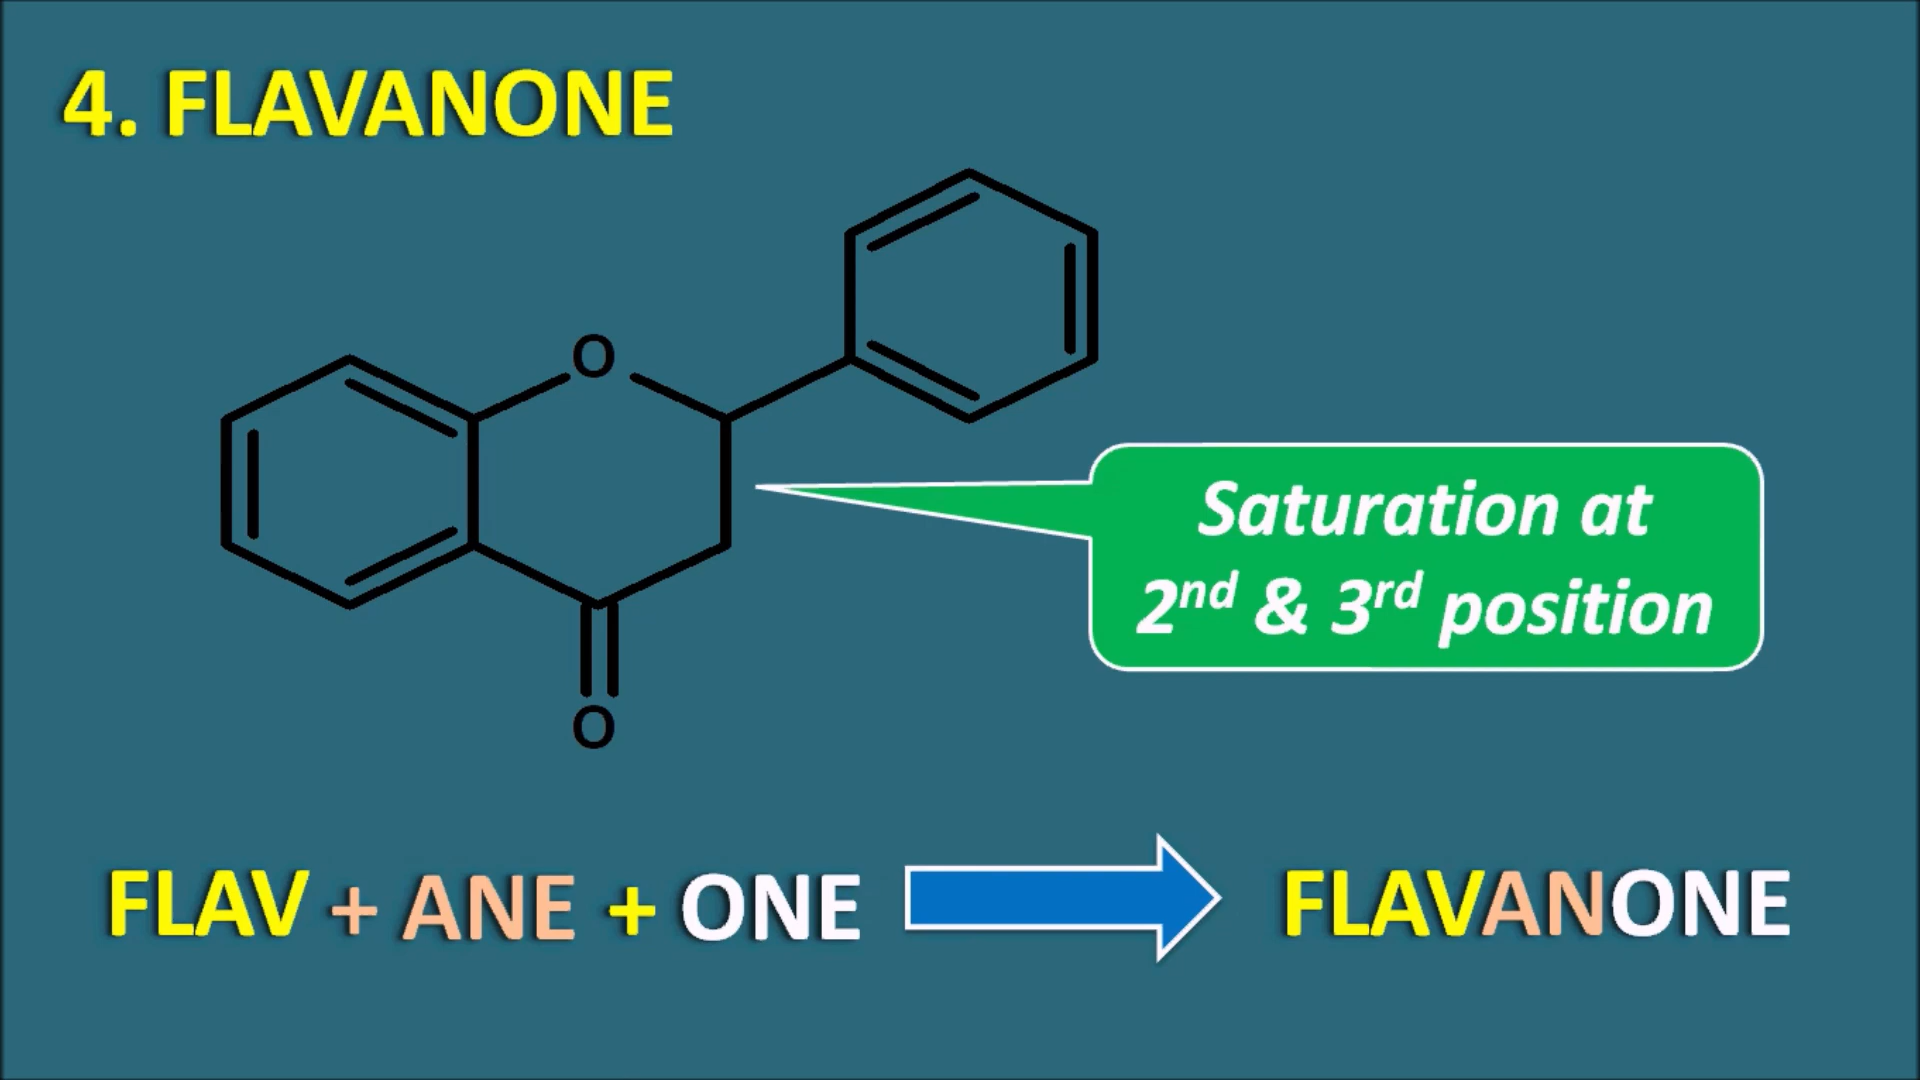 4. FLAVANONE
O
Saturation at
2nd & 3rd position
O
FLAV + ANE + ONE
FLAVANONE